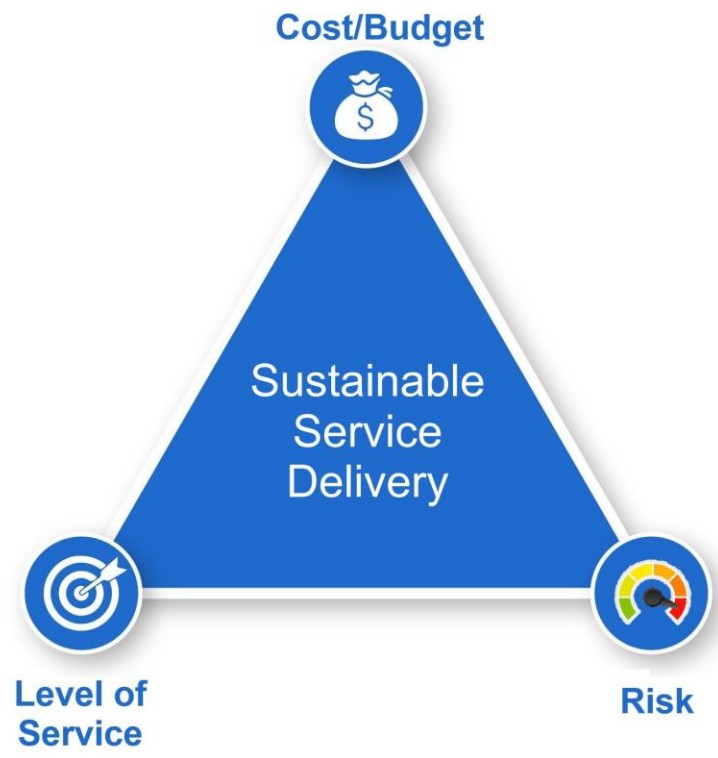 Cost/Budget
$
Sustainable
Service
Delivery
Level of
Service
Risk